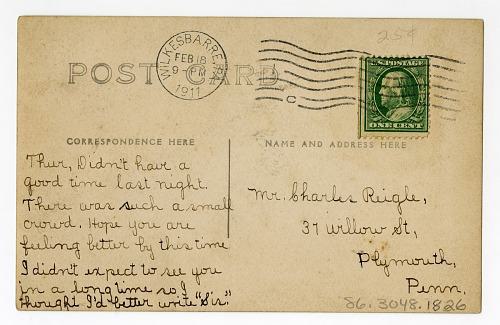 25¢
WILKESBARRE, PA.
FEB 18
9 - PM
1911
C
U.S. POSTAGE
ONE CENT
POST CARD
CORRESPONDENCE HERE
NAME AND ADDRESS HERE
Thur, Didn't have a
good time last night.
There was such a small
crowd. Hope you are
feeling better by this time
I didn't expect to see you
in a long time so I
thought I'd better write "Sis."
Mr. Charles Reigle,
37 Willow St,
Plymouth,
Penn.
86.3048.1826